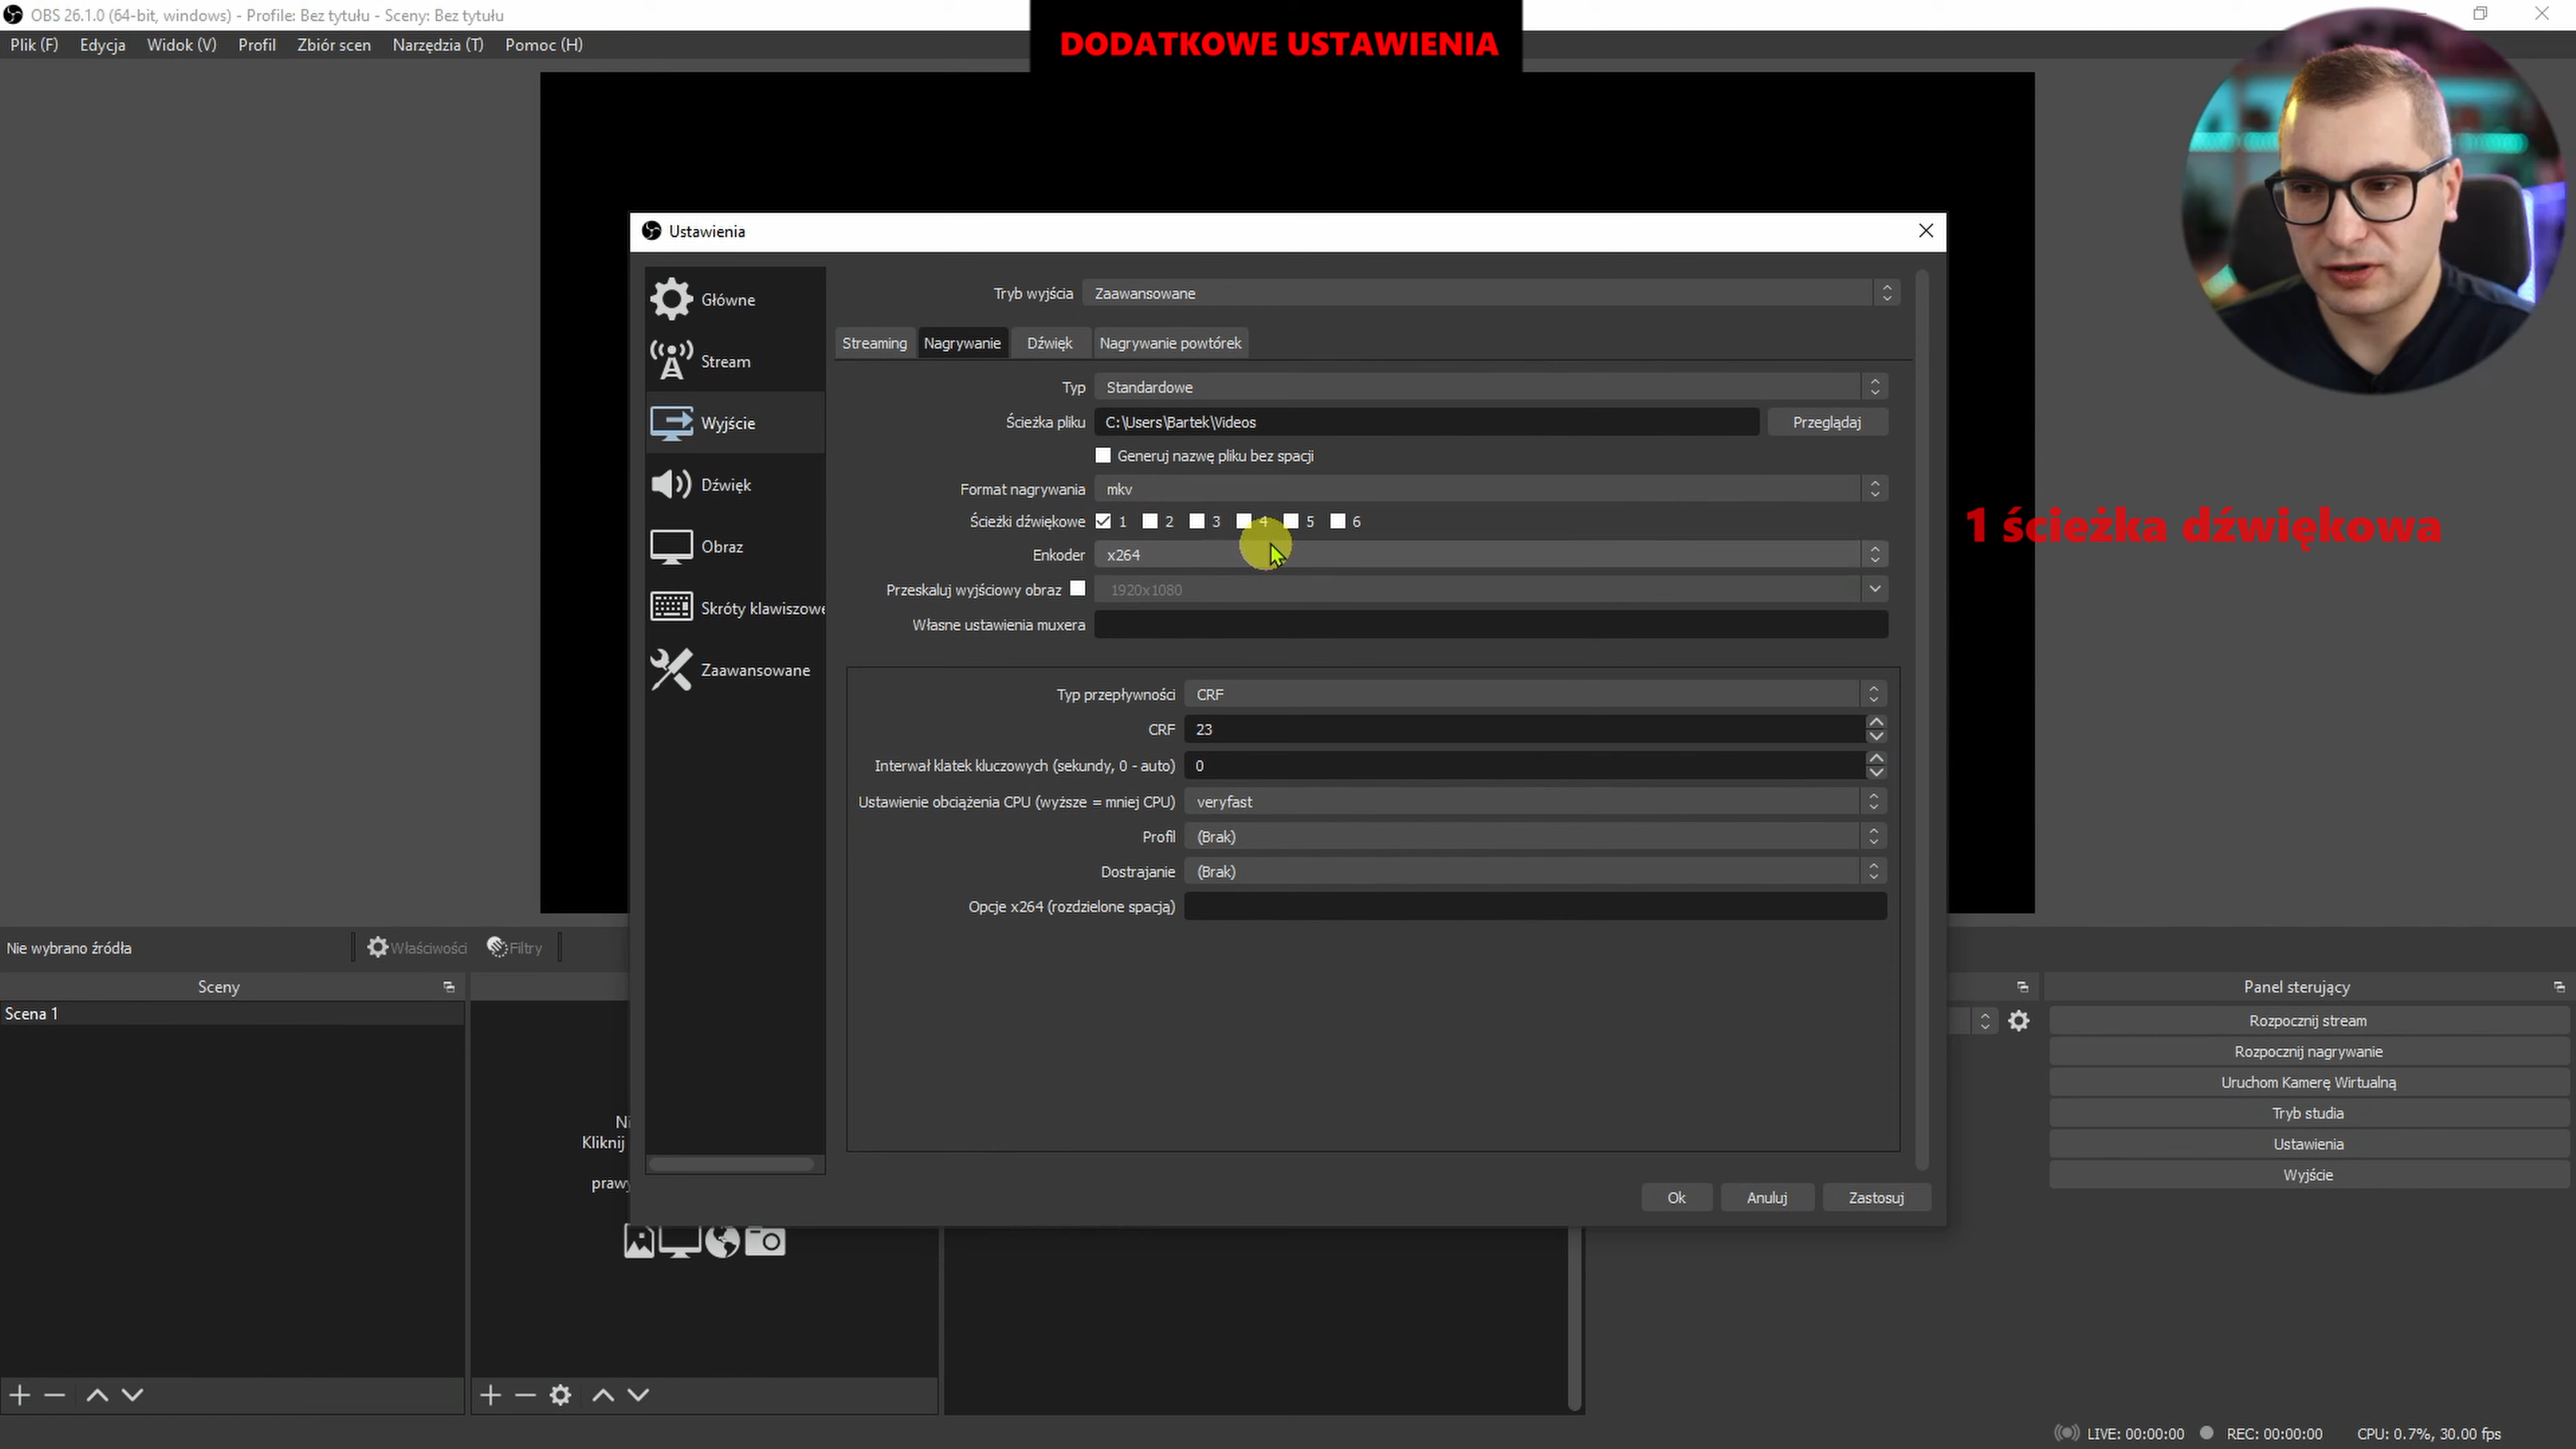 OBS 26.1.0 (64-bit, windows) - Profile: Bez tytułu - Sceny: Bez tytułu
Plik (F) Edycja Widok (V) Profil Zbiór scen Narzędzia (T) Pomoc (H)
DODATKOWE USTAWIENIA
Ustawienia
Główne
Stream
Wyjście
Dźwięk
Obraz
Skróty klawiszowe
Zaawansowane
Tryb wyjścia Zaawansowane
Streaming Nagrywanie Dźwięk Nagrywanie powtórek
Typ Standardowe
Ścieżka pliku C:\Users\Bartek\Videos Przeglądaj
Generuj nazwę pliku bez spacji
Format nagrywania mkv
Ścieżki dźwiękowe 1 2 3 4 5 6
1 ścieżka dźwiękowa
Enkoder x264
Przeskaluj wyjściowy obraz 1920x1080
Własne ustawienia muxera
Typ przepływności CRF
CRF 23
Interwał klatek kluczowych (sekundy, 0 - auto) 0
Ustawienie obciążenia CPU (wyższe = mniej CPU) veryfast
Profil (Brak)
Dostrajanie (Brak)
Opcje x264 (rozdzielone spacją)
Ok Anuluj Zastosuj
Nie wybrano źródła Właściwości Filtry
Sceny
Scena 1
Ni
Kliknij
prawy
Panel sterujący
Rozpocznij stream
Rozpocznij nagrywanie
Uruchom Kamerę Wirtualną
Tryb studia
Ustawienia
Wyjście
LIVE: 00:00:00 REC: 00:00:00 CPU: 0.7%, 30.00 fps